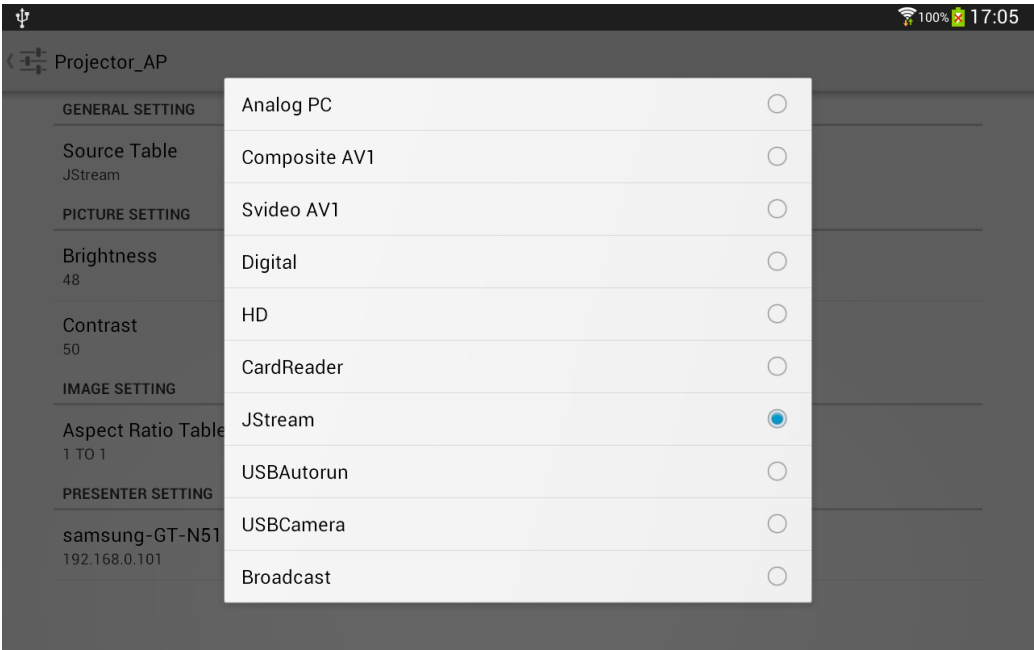 100% 17:05
Projector_AP
GENERAL SETTING
Source Table
JStream
PICTURE SETTING
Brightness
48
Contrast
50
IMAGE SETTING
Aspect Ratio Table
1 TO 1
PRESENTER SETTING
samsung-GT-N51
192.168.0.101
Analog PC
Composite AV1
Svideo AV1
Digital
HD
CardReader
JStream
USBAutorun
USBCamera
Broadcast